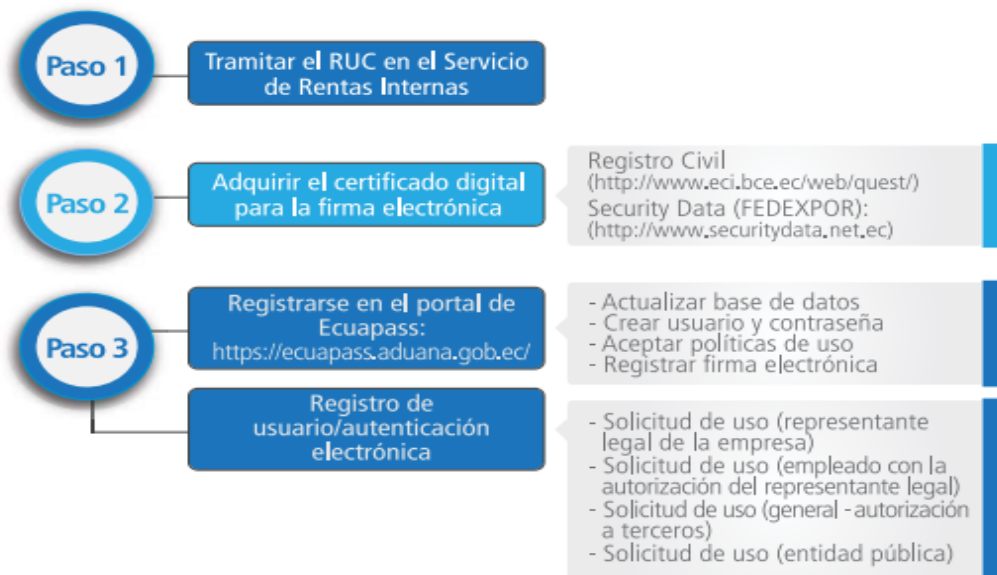 Paso 1
Tramitar el RUC en el Servicio
de Rentas Internas
Paso 2
Adquirir el certificado digital
para la firma electrónica
Registro Civil
(http://www.eci.bce.ec/web/quest/)
Security Data (FEDEXPOR):
(http://www.securitydata.net.ec)
Paso 3
Registrarse en el portal de
Ecuapass:
https://ecuapass.aduana.gob.ec/
- Actualizar base de datos
- Crear usuario y contraseña
- Aceptar políticas de uso
- Registrar firma electrónica
Registro de
usuario/autenticación
electrónica
- Solicitud de uso (representante
legal de la empresa)
- Solicitud de uso (empleado con la
autorización del representante legal)
- Solicitud de uso (general - autorización
a terceros)
- Solicitud de uso (entidad pública)